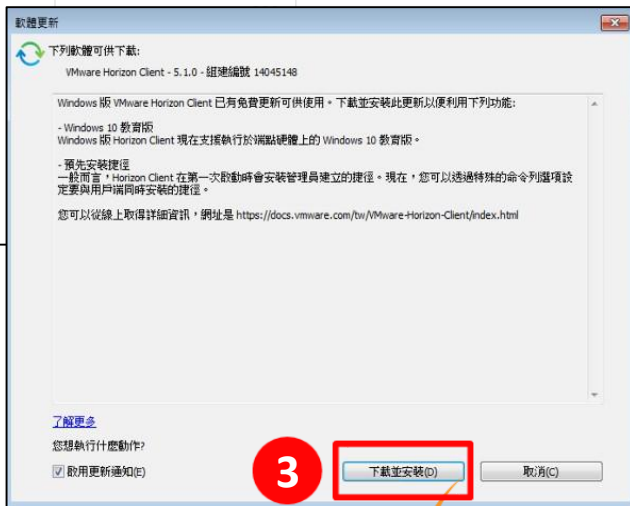 軟體更新
下列軟體可供下載:
VMware Horizon Client - 5.1.0 - 組建編號 14045148
Windows 版 VMware Horizon Client 已有免費更新可供使用。下載並安裝此更新以便利用下列功能:
- Windows 10 教育版
Windows 版 Horizon Client 現在支援執行於端點硬體上的 Windows 10 教育版。
- 預先安裝捷徑
一般而言，Horizon Client 在第一次啟動時會安裝管理員建立的捷徑。現在，您可以透過特殊的命令列選項設
定要與用戶端同時安裝的捷徑。
您可以從線上取得詳細資訊，網址是 https://docs.vmware.com/tw/VMware-Horizon-Client/index.html
了解更多
您想執行什麼動作?
啟用更新通知(E)
3
下載並安裝(D)
取消(C)